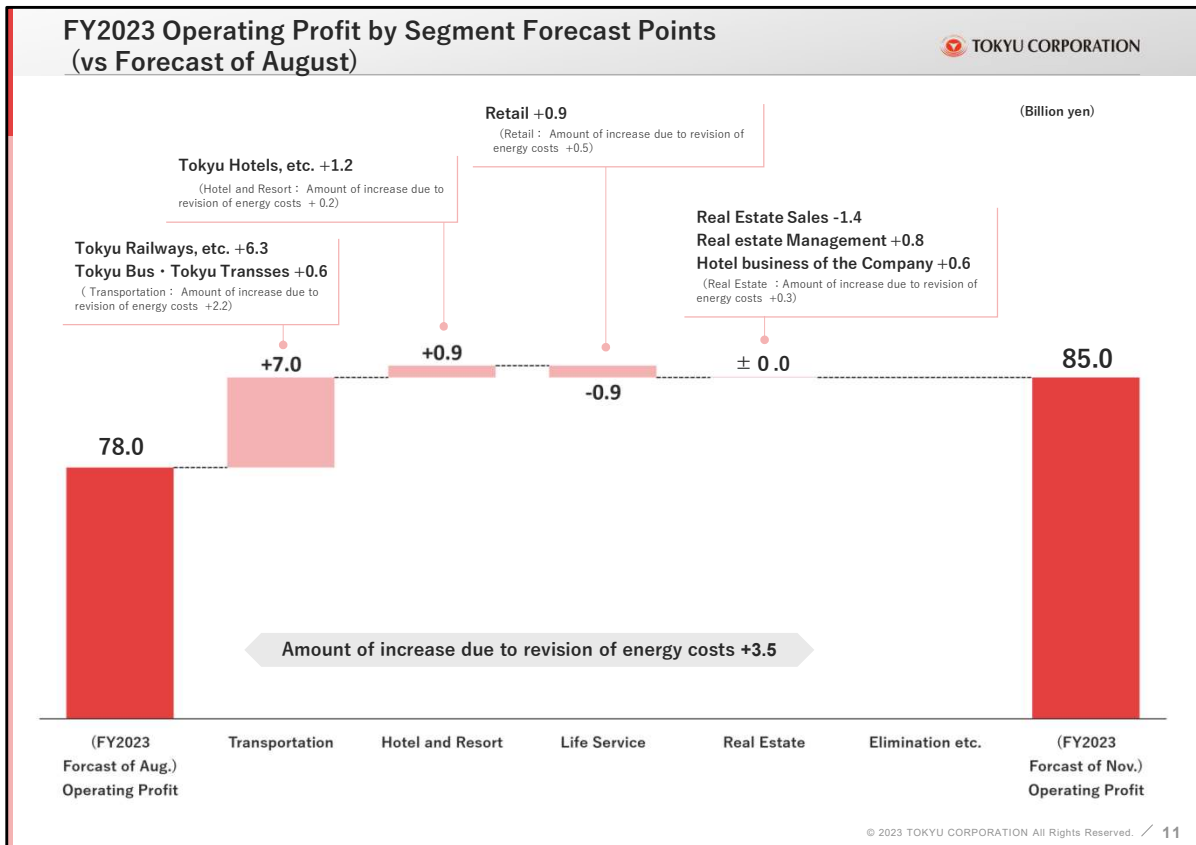 FY2023 Operating Profit by Segment Forecast Points
(vs Forecast of August)
TOKYU CORPORATION
(Billion yen)
Retail +0.9
(Retail： Amount of increase due to revision of
energy costs +0.5)
Tokyu Hotels, etc. +1.2
(Hotel and Resort： Amount of increase due to
revision of energy costs + 0.2)
Real Estate Sales -1.4
Real estate Management +0.8
Hotel business of the Company +0.6
(Real Estate ：Amount of increase due to revision of
energy costs +0.3)
Tokyu Railways, etc. +6.3
Tokyu Bus・Tokyu Transses +0.6
( Transportation： Amount of increase due to
revision of energy costs +2.2)
78.0
+7.0
+0.9
-0.9
± 0.0
85.0
Amount of increase due to revision of energy costs +3.5
(FY2023
Forcast of Aug.)
Operating Profit
Transportation
Hotel and Resort
Life Service
Real Estate
Elimination etc.
(FY2023
Forcast of Nov.)
Operating Profit
© 2023 TOKYU CORPORATION All Rights Reserved. ／ 11